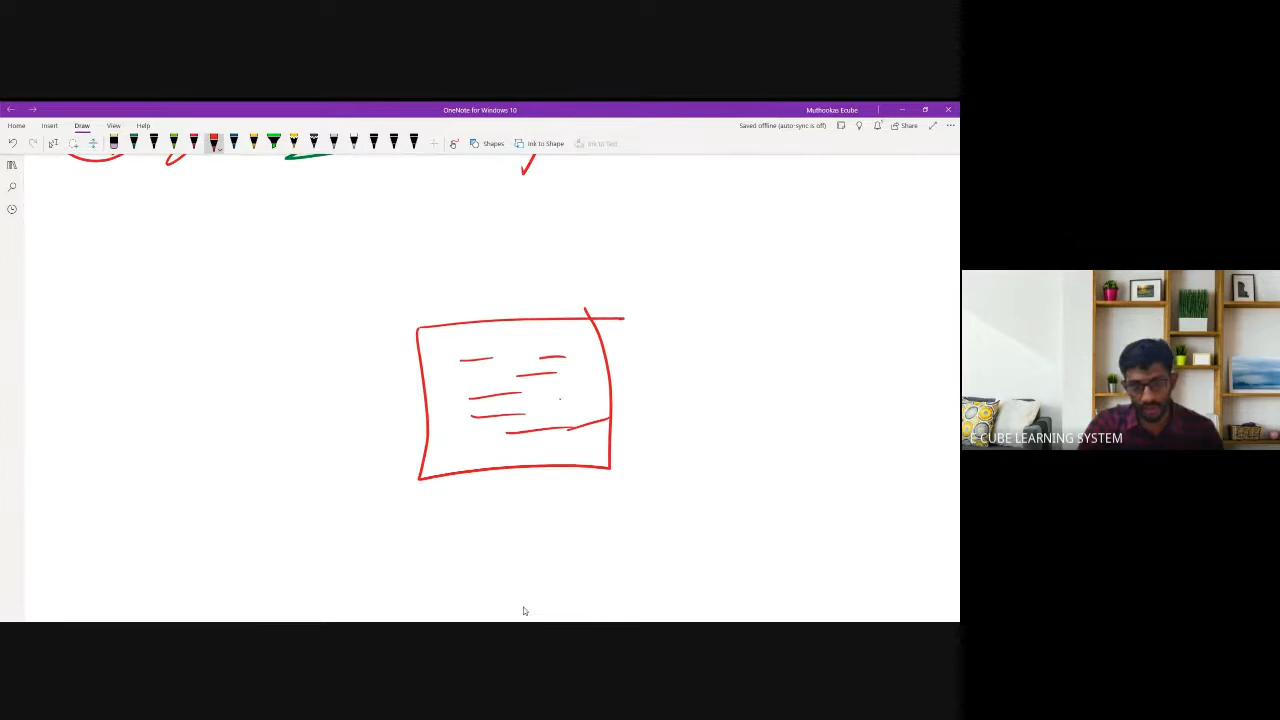 OneNote for Windows 10
Muthookas Ecube
Home Insert Draw View Help
Saved offline (auto-sync is off)
Share
Shapes
Ink to Shape
Ink to Text
E CUBE LEARNING SYSTEM